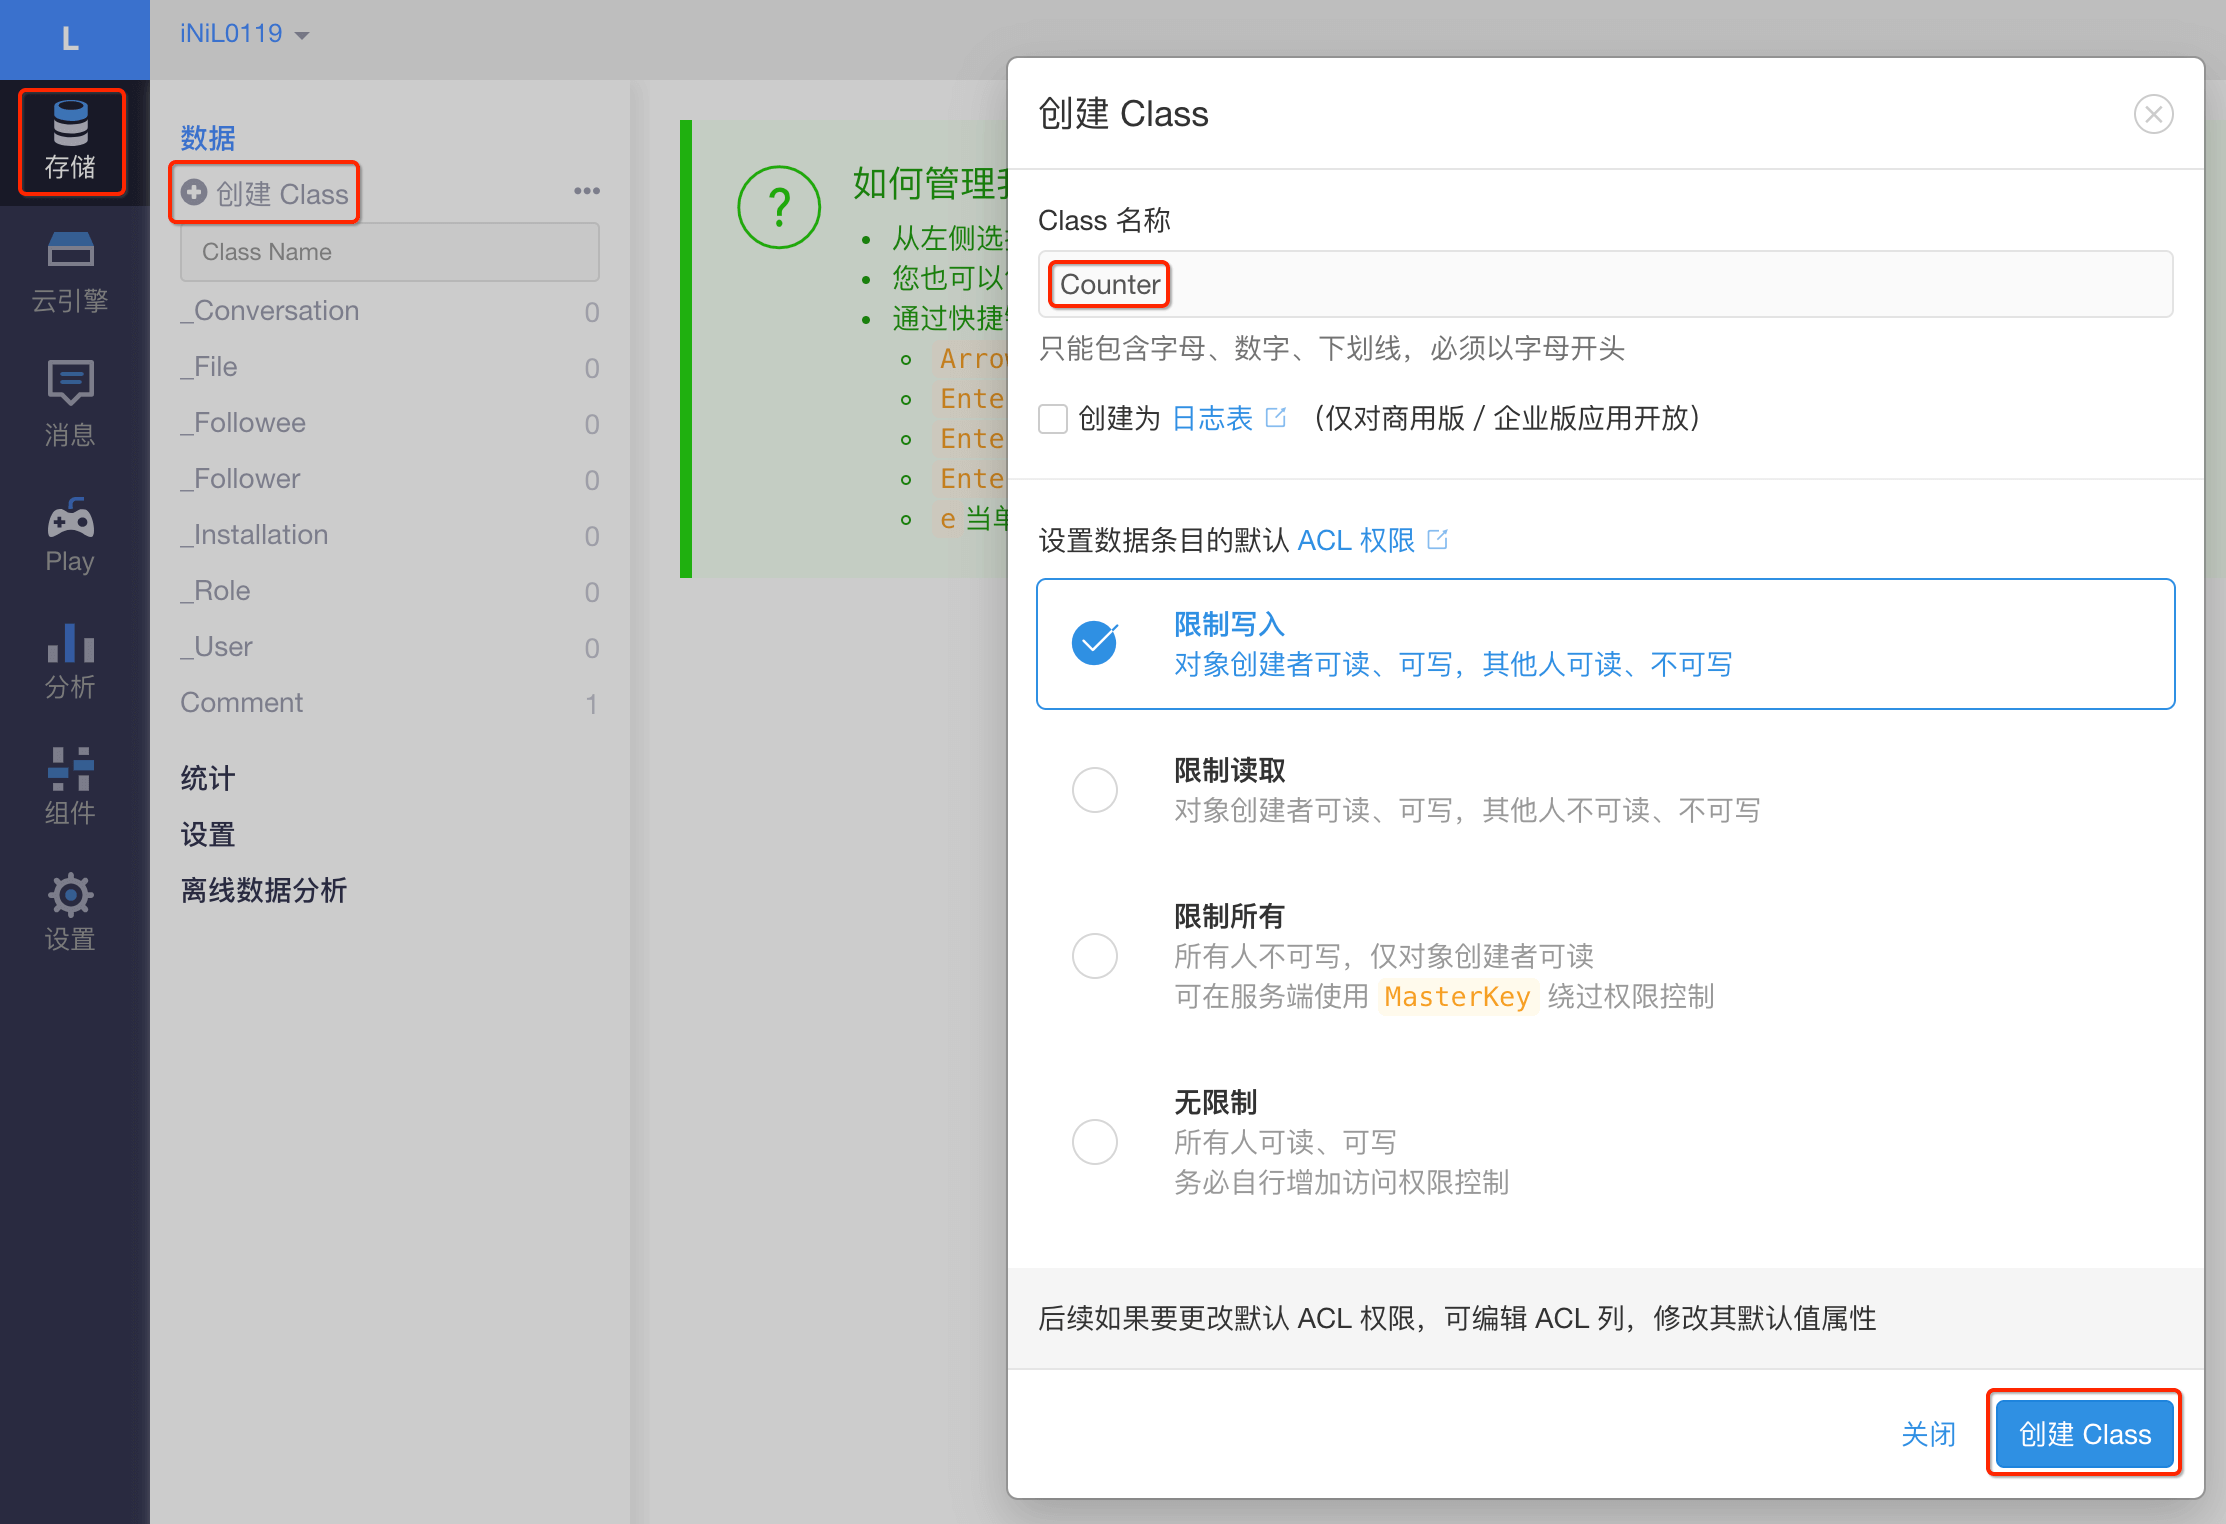 L
iNiL0119
存储
云引擎
消息
Play
分析
组件
设置
数据
创建 Class
Class Name
_Conversation 0
_File 0
_Followee 0
_Follower 0
_Installation 0
_Role 0
_User 0
Comment 1
统计
设置
离线数据分析
?
如何管理
从左侧选
您也可以
通过快捷
Arrow
Ente
Ente
Ente
e 当单
创建 Class
Class 名称
Counter
只能包含字母、数字、下划线，必须以字母开头
创建为 日志表 （仅对商用版 / 企业版应用开放）
设置数据条目的默认 ACL 权限
限制写入
对象创建者可读、可写，其他人可读、不可写
限制读取
对象创建者可读、可写，其他人不可读、不可写
限制所有
所有人不可写，仅对象创建者可读
可在服务端使用 MasterKey 绕过权限控制
无限制
所有人可读、可写
务必自行增加访问权限控制
后续如果要更改默认 ACL 权限，可编辑 ACL 列，修改其默认值属性
关闭
创建 Class